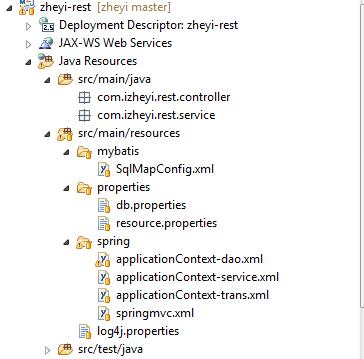 zheyi-rest [zheyi master]
Deployment Descriptor: zheyi-rest
JAX-WS Web Services
Java Resources
src/main/java
com.izheyi.rest.controller
com.izheyi.rest.service
src/main/resources
mybatis
SqlMapConfig.xml
properties
db.properties
resource.properties
spring
applicationContext-dao.xml
applicationContext-service.xml
applicationContext-trans.xml
springmvc.xml
log4j.properties
src/test/java